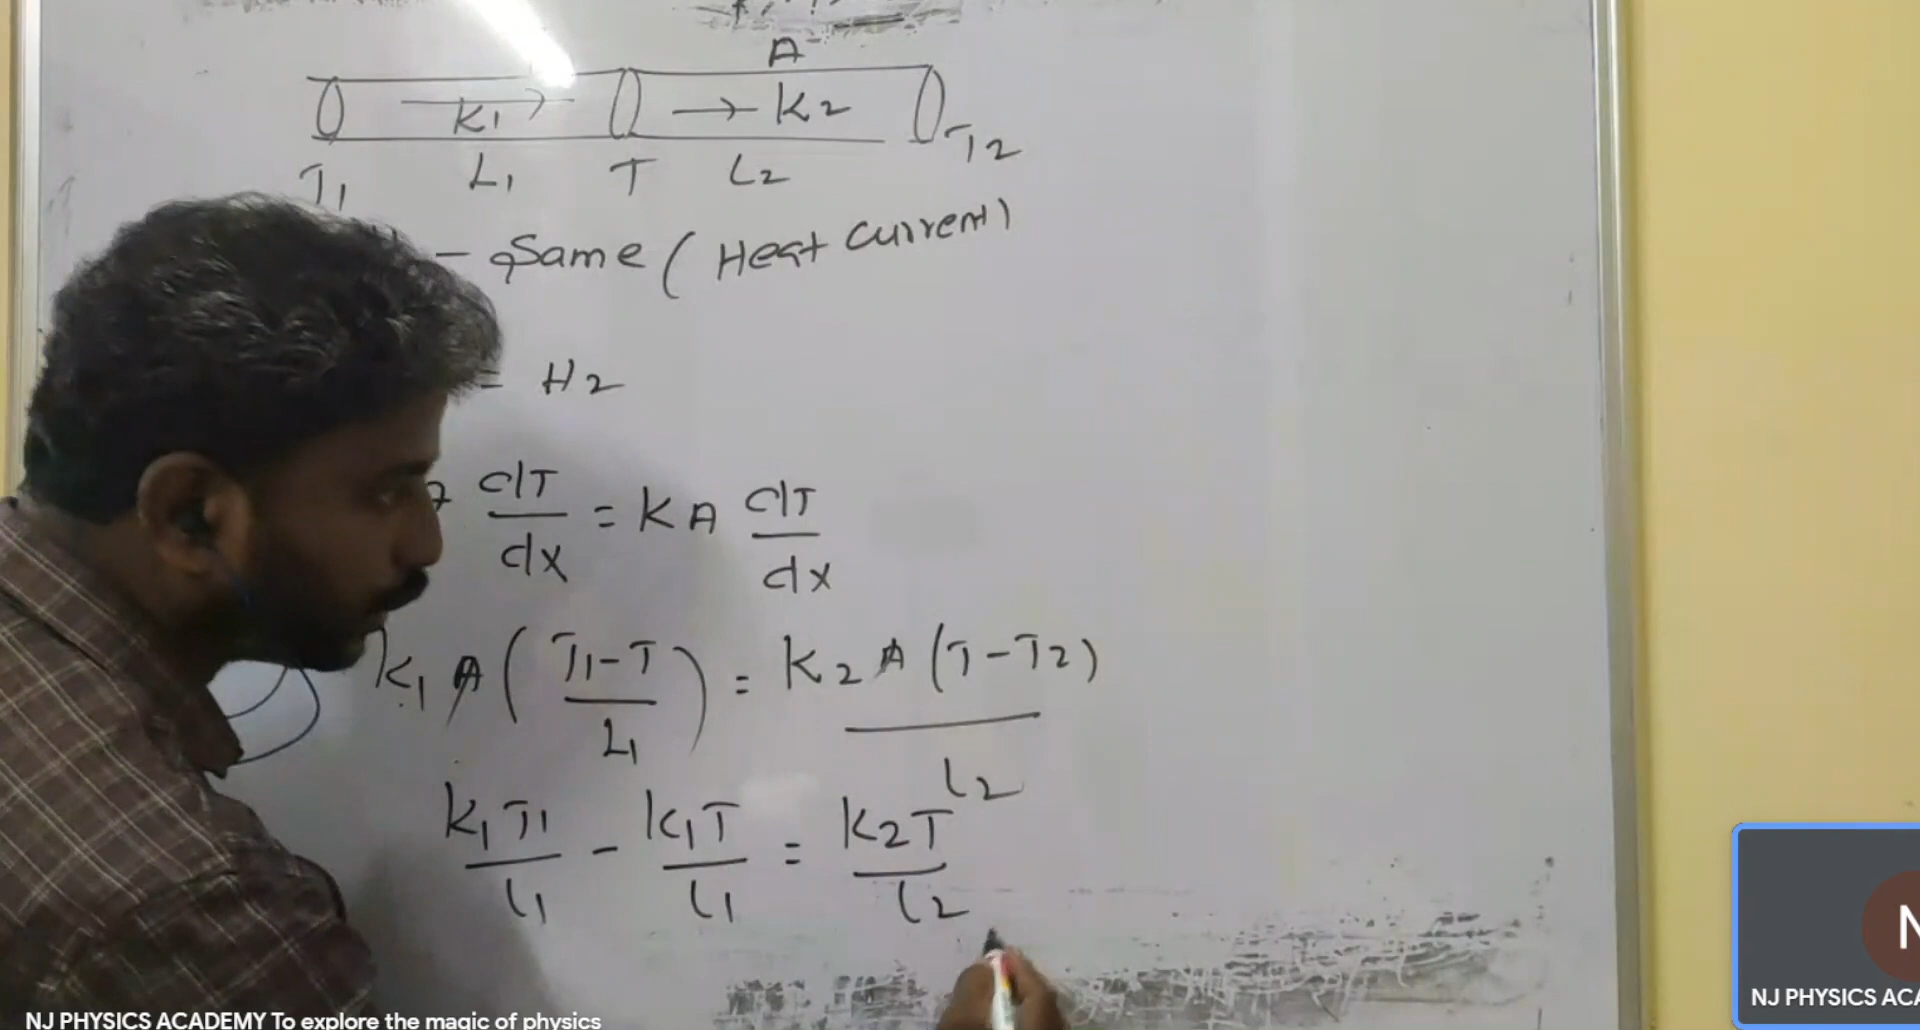 A
K1 → K2
T1 L1 T L2 T2
- Same (Heat current)
= H2
dT/dx = KA dT/dx
K1 A (T1-T/L1) = K2 A (T-T2)/L2
K1T1/L1 - K1T/L1 = K2T/L2
N
NJ PHYSICS ACA
NJ PHYSICS ACADEMY To explore the magic of physics